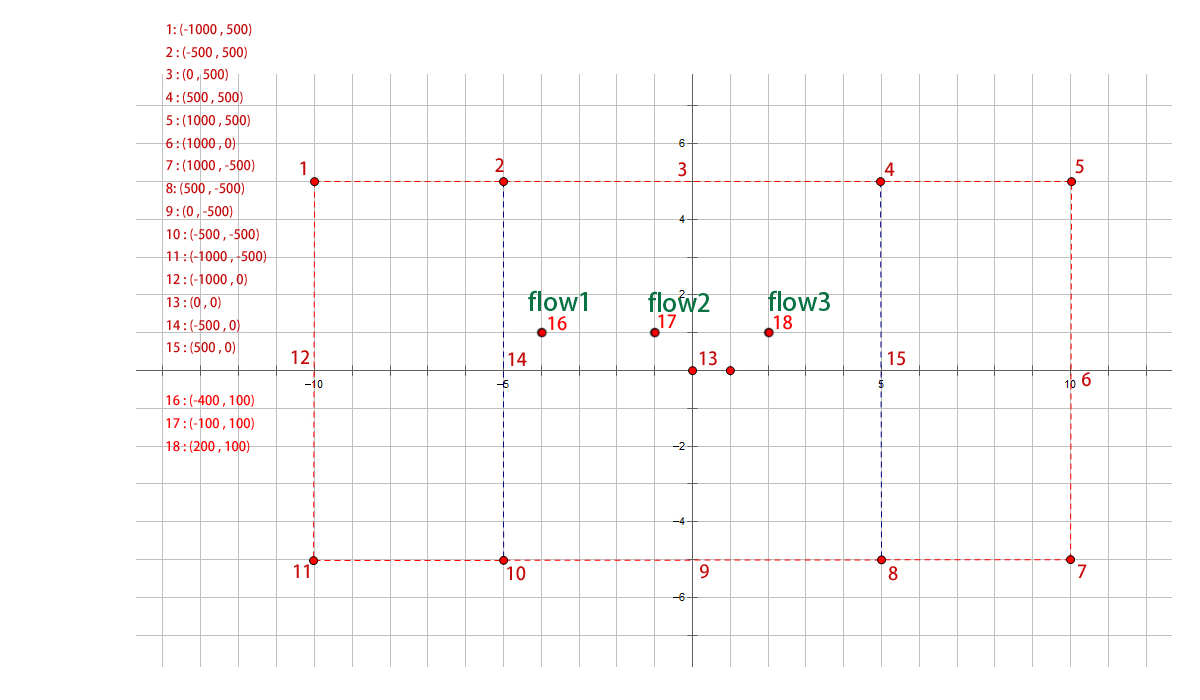 1: (-1000 , 500)
2 : (-500 , 500)
3 : (0 , 500)
4 : (500 , 500)
5 : (1000 , 500)
6 : (1000 , 0)
7 : (1000 , -500)
8: (500 , -500)
9 : (0 , -500)
10 : (-500 , -500)
11 : (-1000 , -500)
12 : (-1000 , 0)
13 : (0 , 0)
14 : (-500 , 0)
15 : (500 , 0)
16 : (-400 , 100)
17 : (-100 , 100)
18 : (200 , 100)
6
1 2 3 4 5
4
2
flow1 flow2 flow3
16 17 18
12 14 13 15
−10 −5 5 10 6
−2
−4
11 10 9 8 7
−6